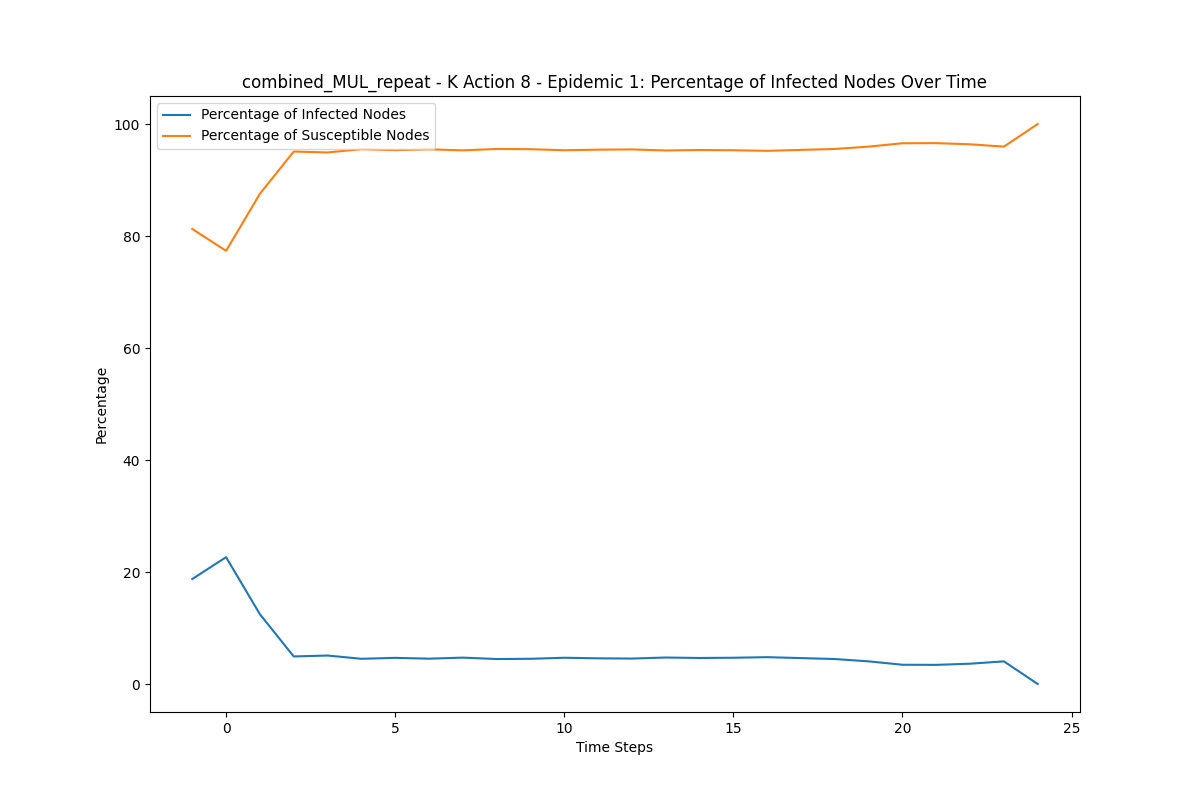 combined_MUL_repeat - K Action 8 - Epidemic 1: Percentage of Infected Nodes Over Time
Percentage of Infected Nodes
Percentage of Susceptible Nodes
100
80
60
40
20
0
Percentage
0 5 10 15 20 25
Time Steps